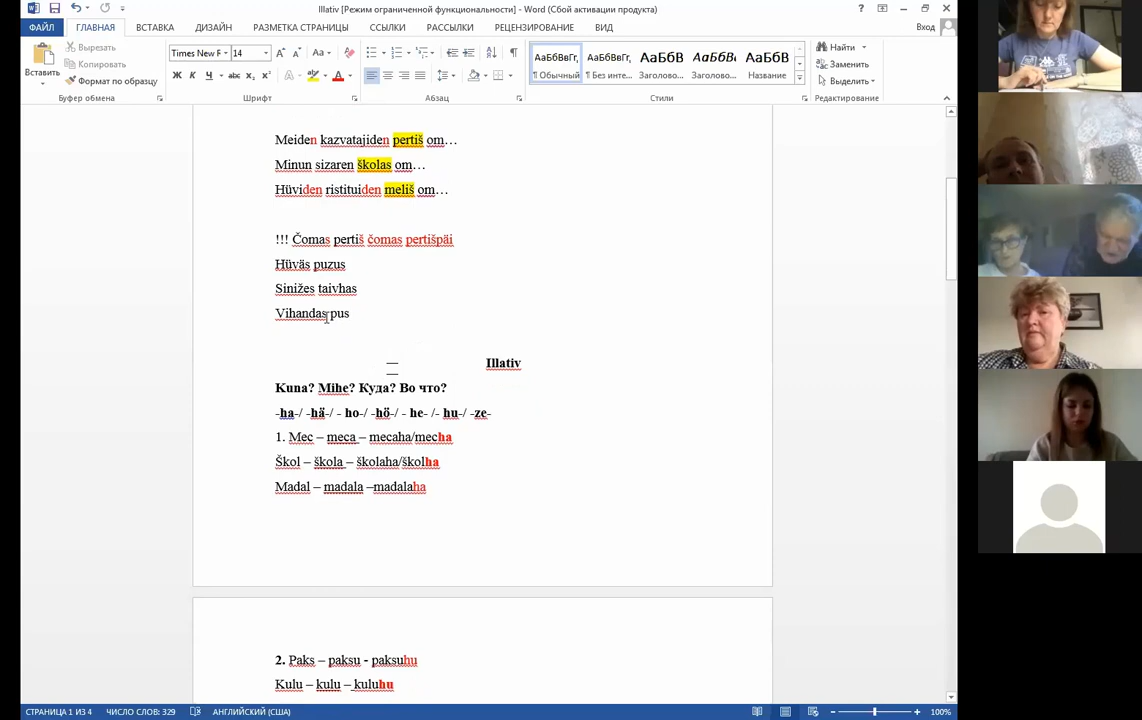 Illativ [Режим ограниченной функциональности] - Word (Сбой активации продукта)
ФАЙЛ ГЛАВНАЯ ВСТАВКА ДИЗАЙН РАЗМЕТКА СТРАНИЦЫ ССЫЛКИ РАССЫЛКИ РЕЦЕНЗИРОВАНИЕ ВИД Вход
Вставить
Вырезать
Копировать
Формат по образцу
Буфер обмена
Times New R 14
Шрифт
Абзац
АаБбВвГг, АаБбВвГг, АаБбВ АаБбВвГ АаБбВ
¶ Обычный ¶ Без инте... Заголово... Заголово... Название
Стили
Найти
Заменить
Выделить
Редактирование
Meiden kazvatajiden pertiš om…
Minun sizaren školas om…
Hüviden ristituiden meliš om…
!!! Čomas pertiš čomas pertišpäi
Hüväs puzus
Sinižes taivhas
Vihandas pus
Illativ
Kuna? Mihe? Куда? Во что?
-ha-/ -hä-/ - ho-/ -hö-/ - he- /- hu-/ -ze-
1. Mec – meca – mecaha/mecha
Škol – škola – školaha/školha
Madal – madala –madalaha
2. Paks – paksu - paksuhu
Kulu – kulu – kuluhu
СТРАНИЦА 1 ИЗ 4 ЧИСЛО СЛОВ: 329 АНГЛИЙСКИЙ (США) 100%